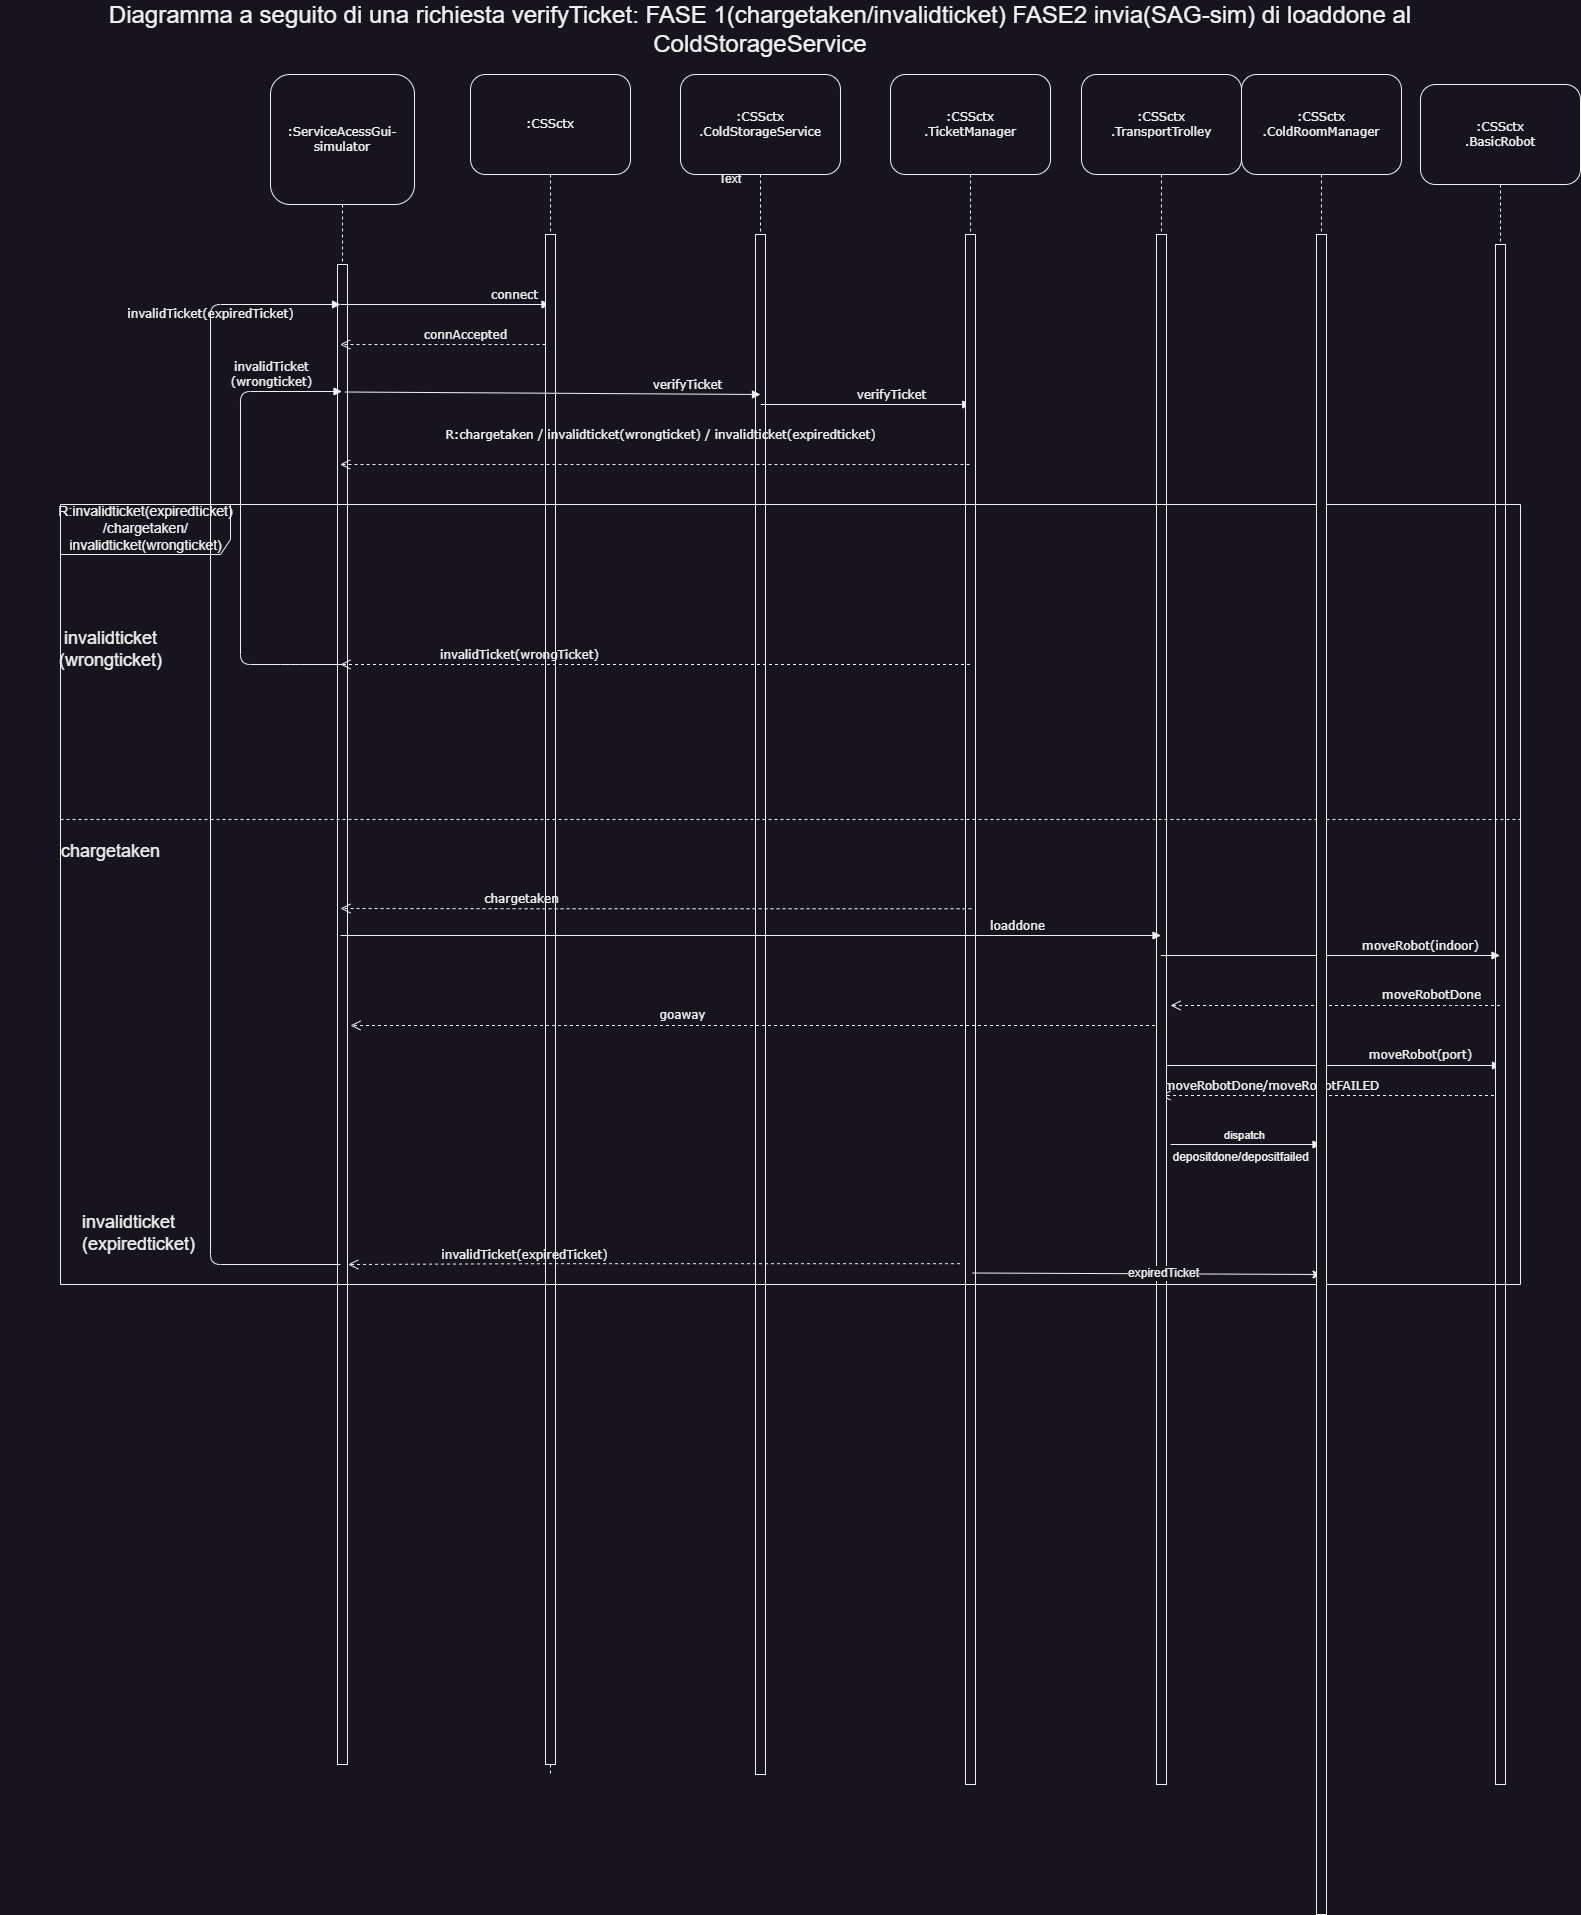 Diagramma a seguito di una richiesta verifyTicket: FASE 1(chargetaken/invalidticket) FASE2 invia(SAG-sim) di loaddone al
ColdStorageService
:ServiceAcessGui-
simulator
:CSSctx
:CSSctx
.ColdStorageService
:CSSctx
.TicketManager
:CSSctx
.TransportTrolley
:CSSctx
.ColdRoomManager
:CSSctx
.BasicRobot
Text
connect
invalidTicket(expiredTicket)
connAccepted
invalidTicket
(wrongticket)
verifyTicket
verifyTicket
R:chargetaken / invalidticket(wrongticket) / invalidticket(expiredticket)
R:invalidticket(expiredticket)
/chargetaken/
invalidticket(wrongticket)
invalidticket
(wrongticket)
invalidTicket(wrongTicket)
chargetaken
chargetaken
loaddone
moveRobot(indoor)
moveRobotDone
goaway
moveRobot(port)
moveRobotDone/moveRobotFAILED
dispatch
depositdone/depositfailed
invalidticket
(expiredticket)
invalidTicket(expiredTicket)
expiredTicket